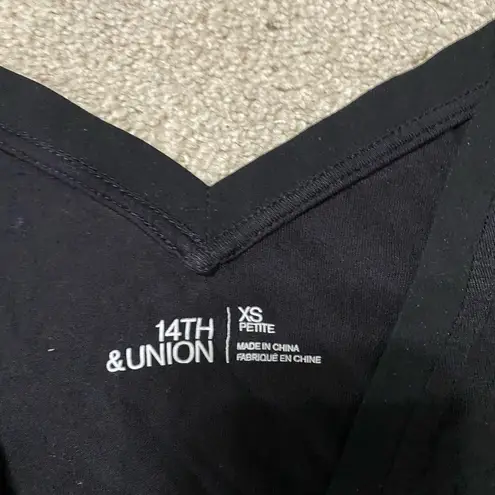 14TH
&UNION
XS
PETITE
MADE IN CHINA
FABRIQUÉ EN CHINE